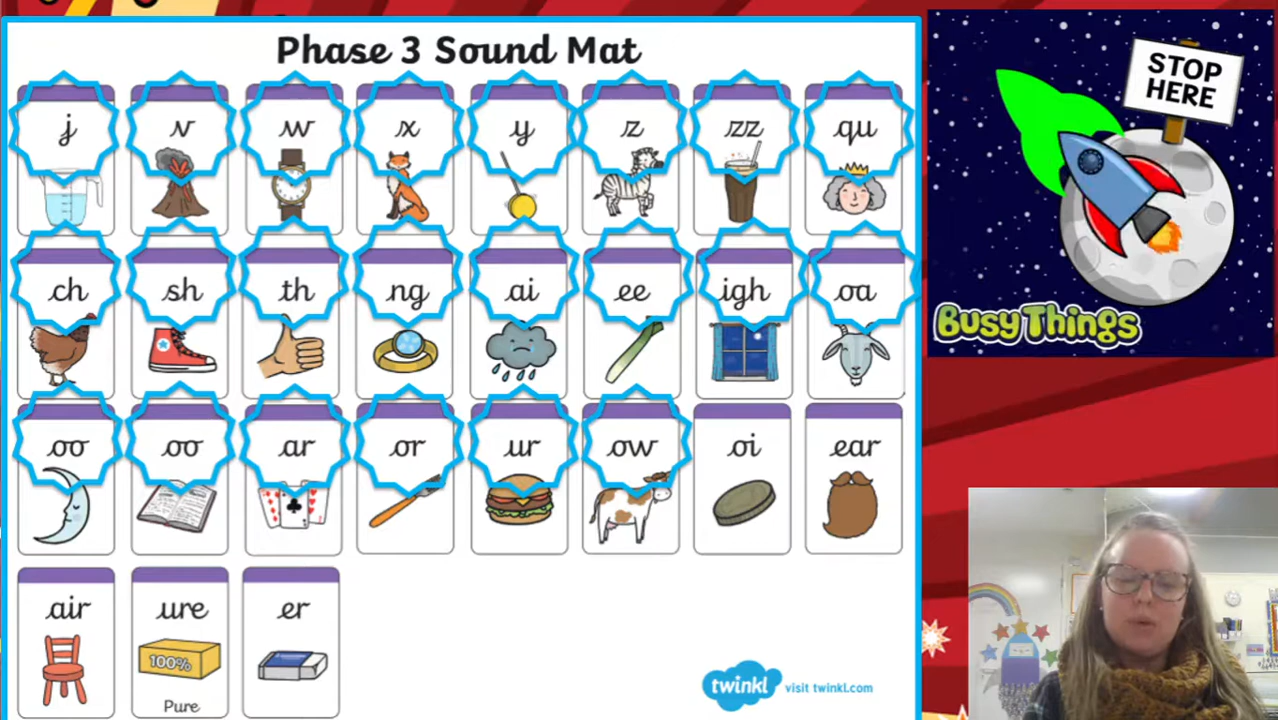 Phase 3 Sound Mat
j v w x y z zz qu
ch sh th ng ai ee igh oa
oo oo ar or ur ow oi ear
air ure er
100%
Pure
twinkl visit twinkl.com
STOP
HERE
BusyThings